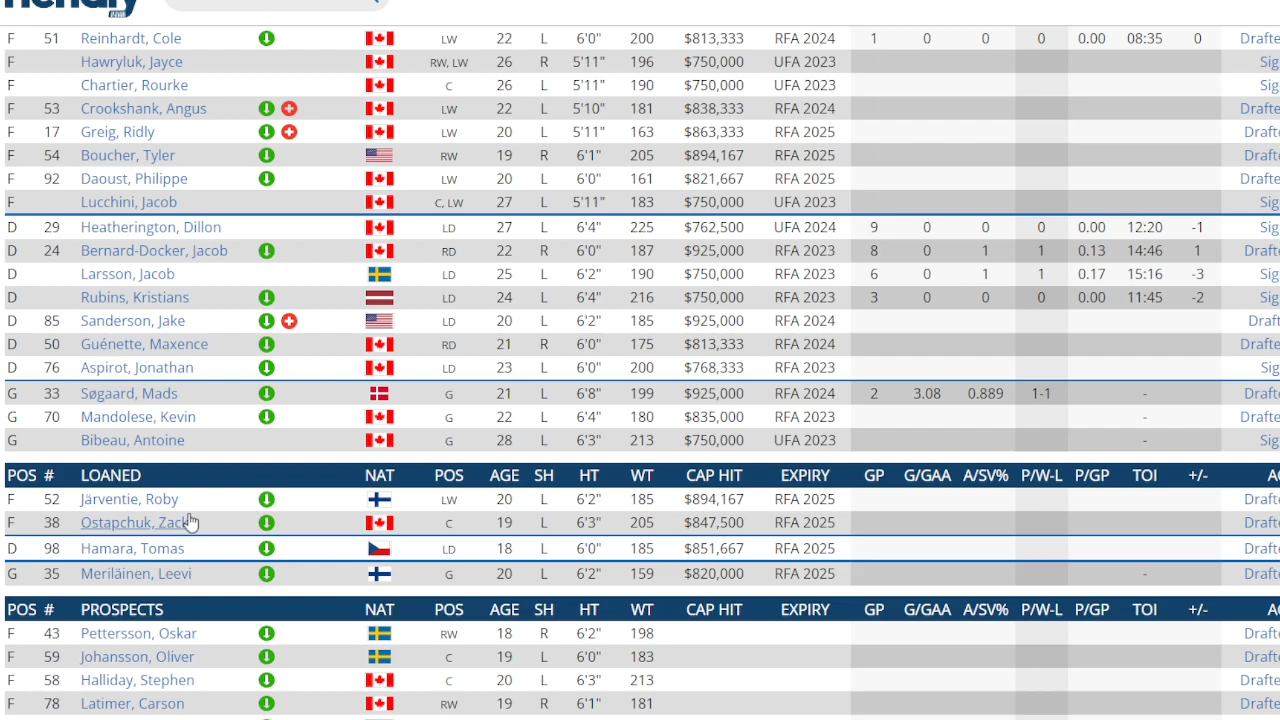 F 51 Reinhardt, Cole LW 22 L 6'0" 200 $813,333 RFA 2024 1 0 0 0 0.00 08:35 0 Drafte
F Hawryluk, Jayce RW, LW 26 R 5'11" 196 $750,000 UFA 2023 Sig
F Chartier, Rourke C 26 L 5'11" 190 $750,000 UFA 2023 Sig
F 53 Crookshank, Angus LW 22 L 5'10" 181 $838,333 RFA 2024 Drafte
F 17 Greig, Ridly LW 20 L 5'11" 163 $863,333 RFA 2025 Drafte
F 54 Boucher, Tyler RW 19 R 6'1" 205 $894,167 RFA 2025 Drafte
F 92 Daoust, Philippe LW 20 L 6'0" 161 $821,667 RFA 2025 Drafte
F Lucchini, Jacob C, LW 27 L 5'11" 183 $750,000 UFA 2023 Sig
D 29 Heatherington, Dillon LD 27 L 6'4" 225 $762,500 UFA 2024 9 0 0 0 0.00 12:20 -1 Sig
D 24 Bernard-Docker, Jacob RD 22 R 6'0" 187 $925,000 RFA 2023 8 0 1 1 0.13 14:46 1 Drafte
D Larsson, Jacob LD 25 L 6'2" 190 $750,000 RFA 2023 6 0 1 1 0.17 15:16 -3 Sig
D Rubins, Kristians LD 24 L 6'4" 216 $750,000 RFA 2023 3 0 0 0 0.00 11:45 -2 Sig
D 85 Sanderson, Jake LD 20 L 6'2" 185 $925,000 RFA 2024 Draft
D 50 Guénette, Maxence RD 21 R 6'0" 175 $813,333 RFA 2024 Drafte
D 76 Aspirot, Jonathan LD 23 L 6'0" 200 $768,333 RFA 2023 Sig
G 33 Søgaard, Mads G 21 L 6'8" 199 $925,000 RFA 2024 2 3.08 0.889 1-1 - Drafte
G 70 Mandolese, Kevin G 22 L 6'4" 180 $835,000 RFA 2023 - Drafte
G Bibeau, Antoine G 28 L 6'3" 213 $750,000 UFA 2023 - Sig
POS # LOANED NAT POS AGE SH HT WT CAP HIT EXPIRY GP G/GAA A/SV% P/W-L P/GP TOI +/- AC
F 52 Järventie, Roby LW 20 L 6'2" 195 $894,167 RFA 2025 Drafte
F 38 Ostapchuk, Zack C 19 L 6'3" 205 $847,500 RFA 2025 Drafte
D 98 Hamara, Tomas LD 18 L 6'0" 185 $851,667 RFA 2025 Drafte
G 35 Meriläinen, Leevi G 20 L 6'2" 159 $820,000 RFA 2025 - Drafte
POS # PROSPECTS NAT POS AGE SH HT WT CAP HIT EXPIRY GP G/GAA A/SV% P/W-L P/GP TOI +/- AC
F 43 Pettersson, Oskar RW 18 R 6'2" 198 Drafte
F 59 Johansson, Oliver C 19 L 6'0" 183 Drafte
F 58 Halliday, Stephen C 20 L 6'3" 213 Drafte
F 78 Latimer, Carson RW 19 R 6'1" 181 Drafte